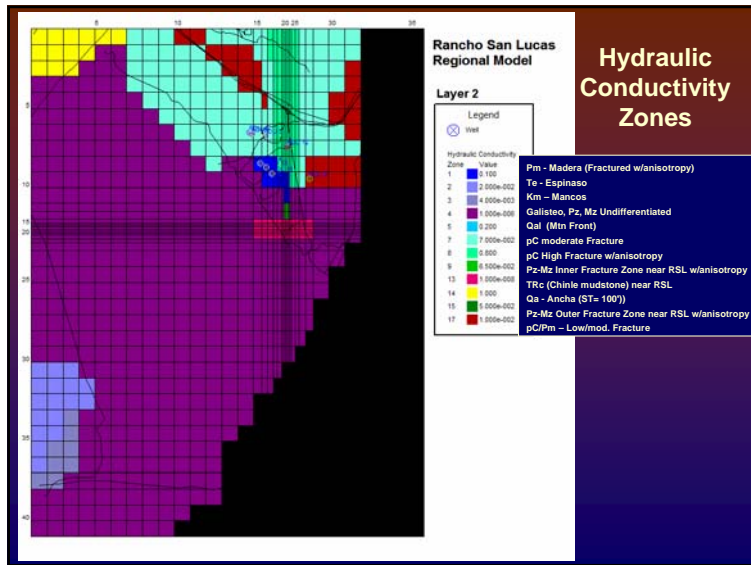 5 10 15 20 25 30 35
Rancho San Lucas
Regional Model
Hydraulic
Conductivity
Zones
Layer 2
Legend
Well
Hydraulic Conductivity
Zone Value
1 0.100
2 2.000e-002
3 4.000e-003
4 1.000e-006
5 0.200
7 7.000e-002
8 0.800
9 6.500e-002
13 1.000e-008
14 1.000
15 5.000e-002
17 1.000e-002
Pm - Madera (Fractured w/anisotropy)
Te - Espinaso
Km – Mancos
Galisteo, Pz, Mz Undifferentiated
Qal (Mtn Front)
pC moderate Fracture
pC High Fracture w/anisotropy
Pz-Mz Inner Fracture Zone near RSL w/anisotropy
TRc (Chinle mudstone) near RSL
Qa - Ancha (ST= 100'))
Pz-Mz Outer Fracture Zone near RSL w/anisotropy
pC/Pm – Low/mod. Fracture
5
10
15
20
30
35
40